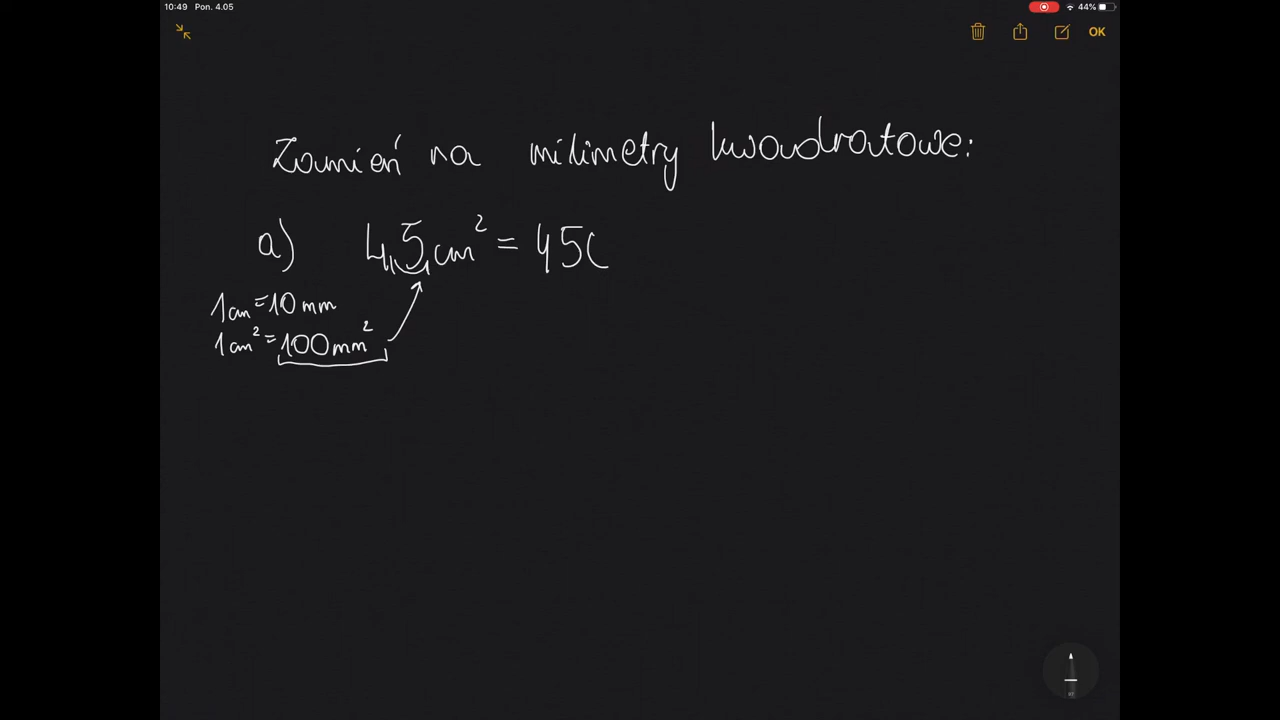 10:49 Pon. 4.05 44%
OK
Zamień na milimetry kwadratowe:
a) 4,5 cm² = 450
1 cm = 10 mm
1 cm² = 100 mm²